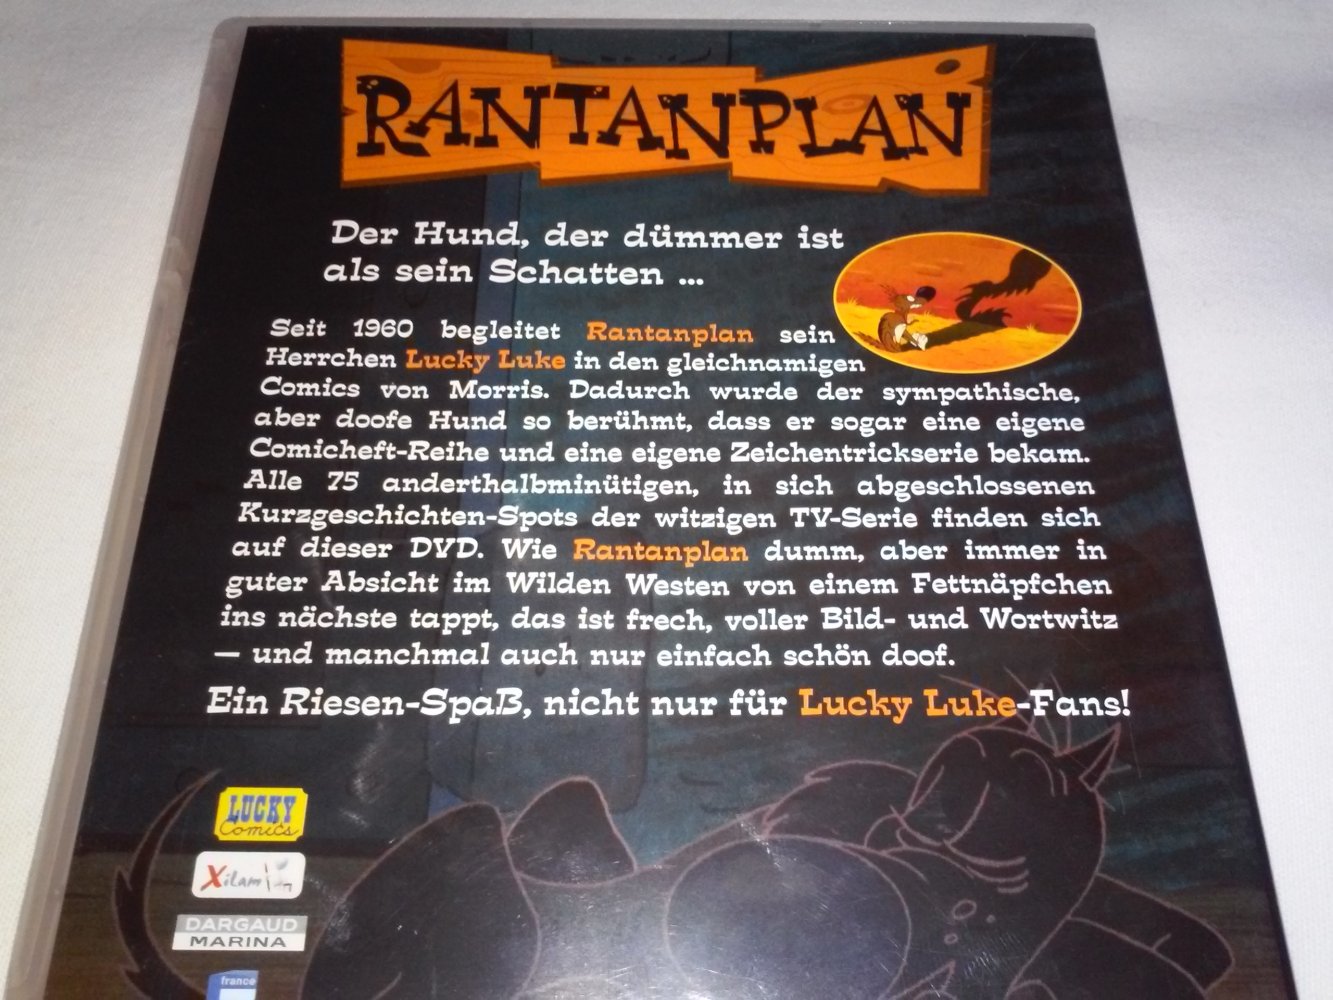 RANTANPLAN
Der Hund, der dümmer ist
als sein Schatten ...
Seit 1960 begleitet Rantanplan sein
Herrchen Lucky Luke in den gleichnamigen
Comics von Morris. Dadurch wurde der sympathische,
aber doofe Hund so berühmt, dass er sogar eine eigene
Comicheft-Reihe und eine eigene Zeichentrickserie bekam.
Alle 75 anderthalbminütigen, in sich abgeschlossenen
Kurzgeschichten-Spots der witzigen TV-Serie finden sich
auf dieser DVD. Wie Rantanplan dumm, aber immer in
guter Absicht im Wilden Westen von einem Fettnäpfchen
ins nächste tappt, das ist frech, voller Bild- und Wortwitz
— und manchmal auch nur einfach schön doof.
Ein Riesen-Spaß, nicht nur für Lucky Luke-Fans!
LUCKY
Comics
Xilam
DARGAUD
MARINA
france